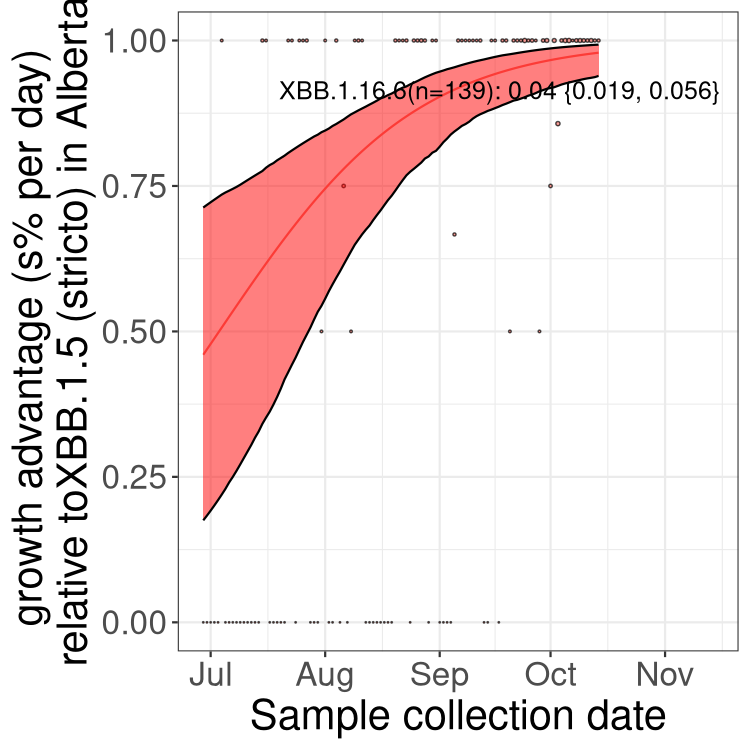 growth advantage (s% per day)
relative toXBB.1.5 (stricto) in Alberta
1.00
0.75
0.50
0.25
0.00
XBB.1.16.6(n=139): 0.04 {0.019, 0.056}
Jul Aug Sep Oct Nov
Sample collection date